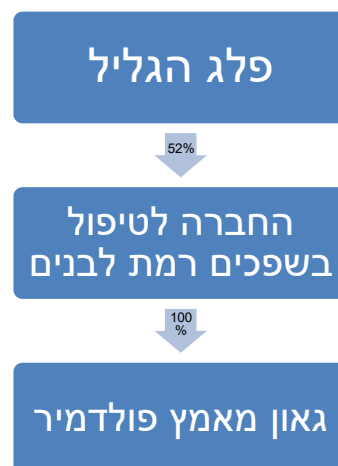 פלג הגליל
52%
החברה לטיפול
בשפכים רמת לבנים
100
%
גאון מאמץ פולדמיר